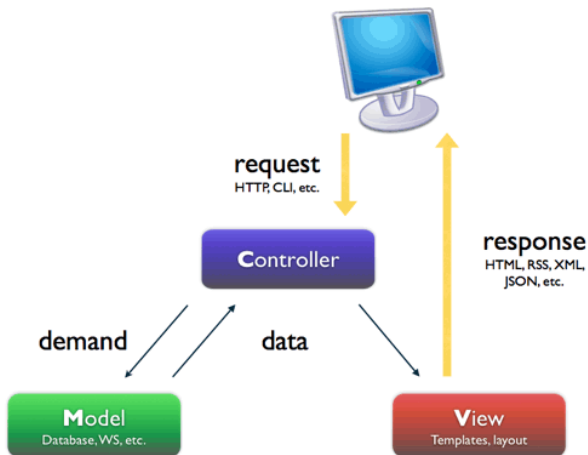 request
HTTP, CLI, etc.
response
HTML, RSS, XML,
JSON, etc.
Controller
demand
data
Model
Database, WS, etc.
View
Templates, layout